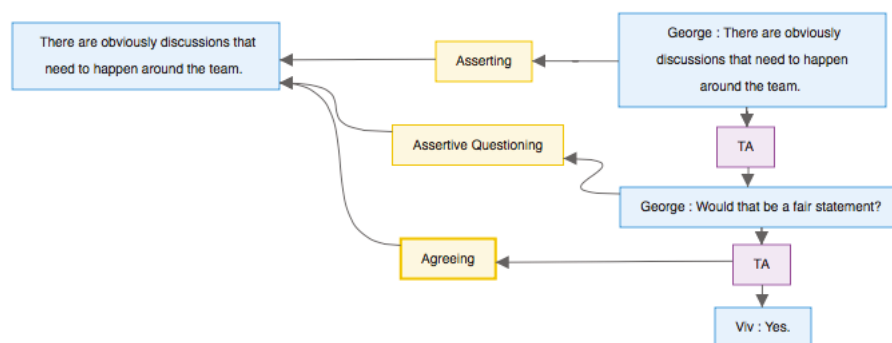 There are obviously discussions that
need to happen around the team.
Asserting
George : There are obviously
discussions that need to happen
around the team.
Assertive Questioning
TA
George : Would that be a fair statement?
Agreeing
TA
Viv : Yes.